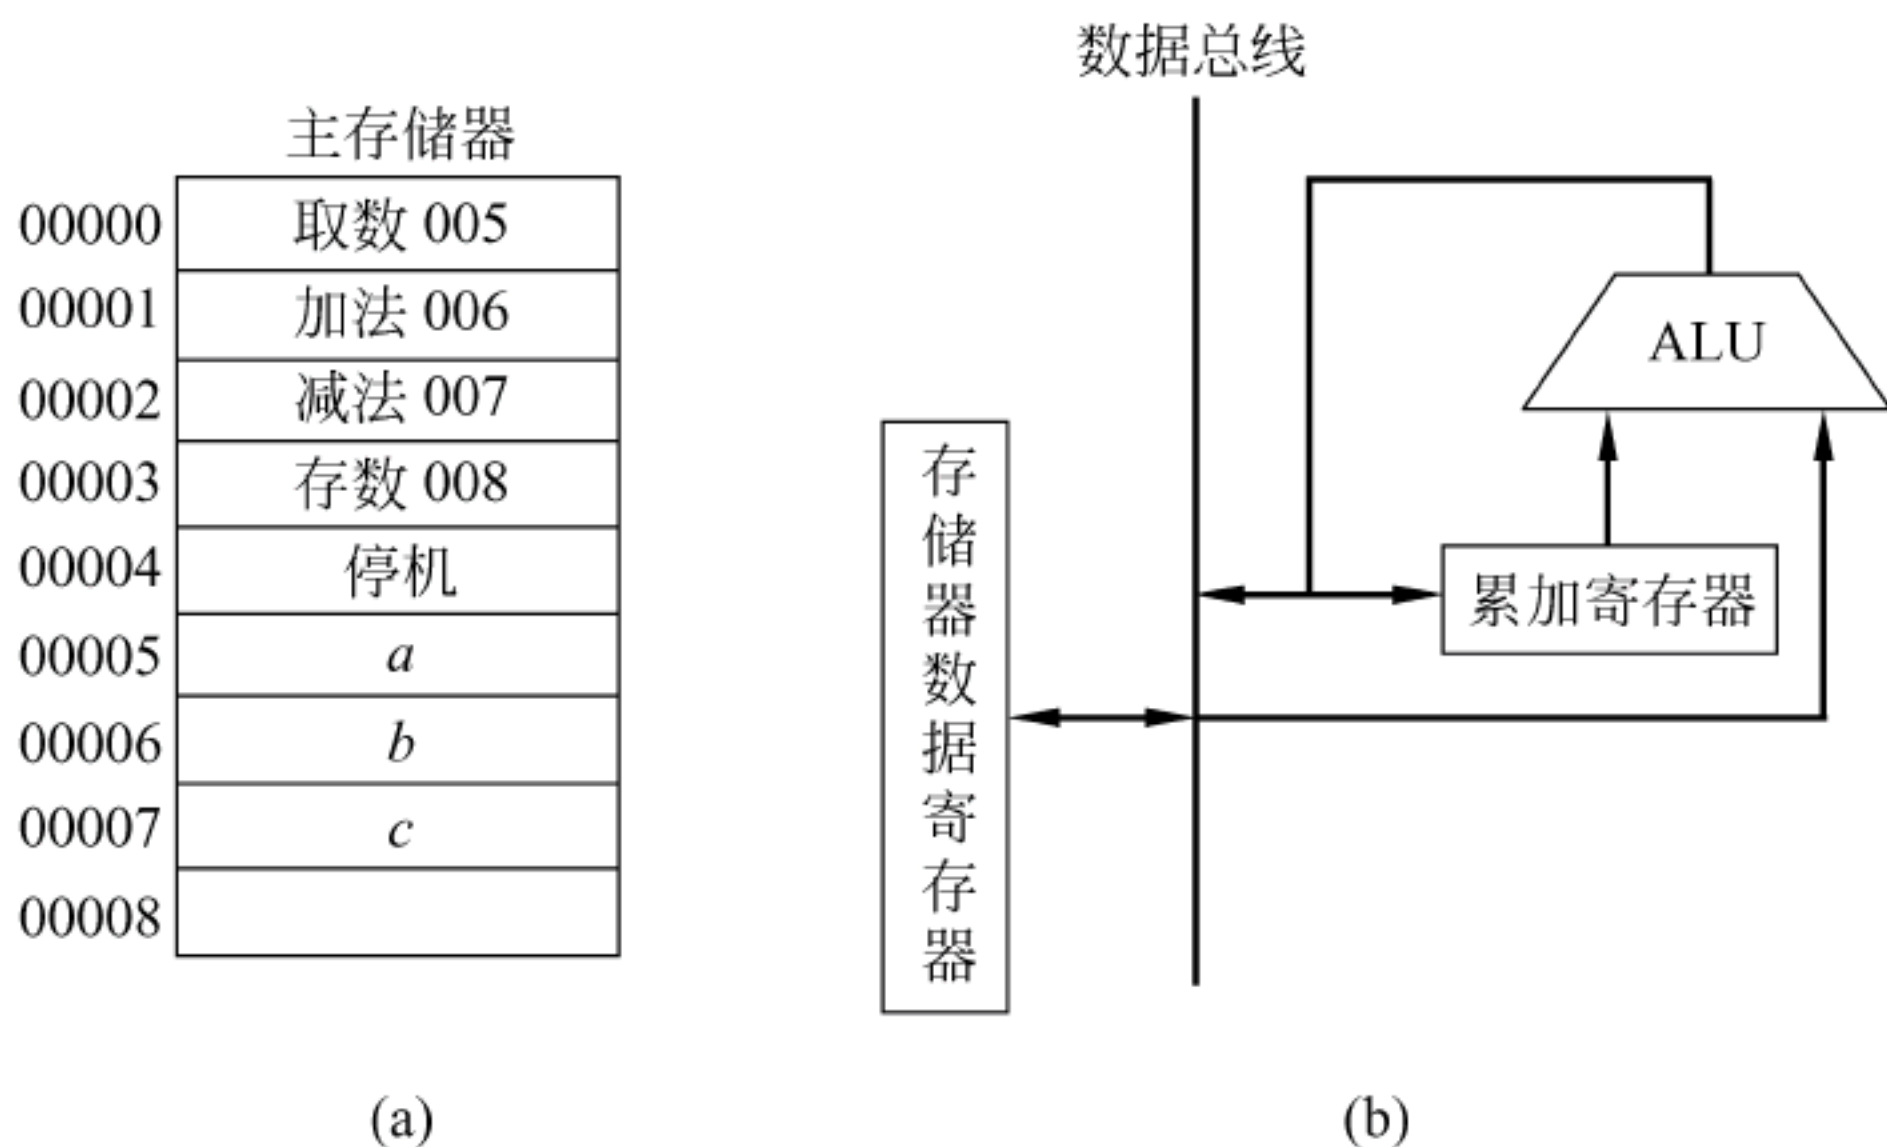 主存储器
00000 取数 005
00001 加法 006
00002 减法 007
00003 存数 008
00004 停机
00005 a
00006 b
00007 c
00008
(a)
数据总线
ALU
累加寄存器
存储器数据寄存器
(b)